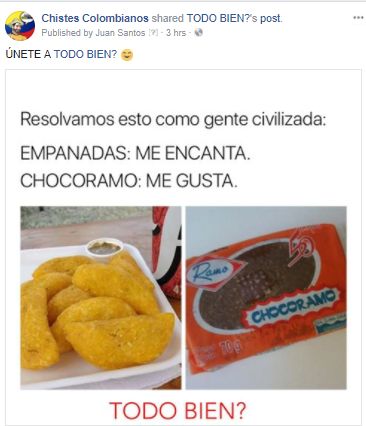 Chistes Colombianos shared TODO BIEN?'s post.
Published by Juan Santos [?] · 3 hrs ·
ÚNETE A TODO BIEN?
Resolvamos esto como gente civilizada:
EMPANADAS: ME ENCANTA.
CHOCORAMO: ME GUSTA.
Ramo
CHOCORAMO
70g
TODO BIEN?